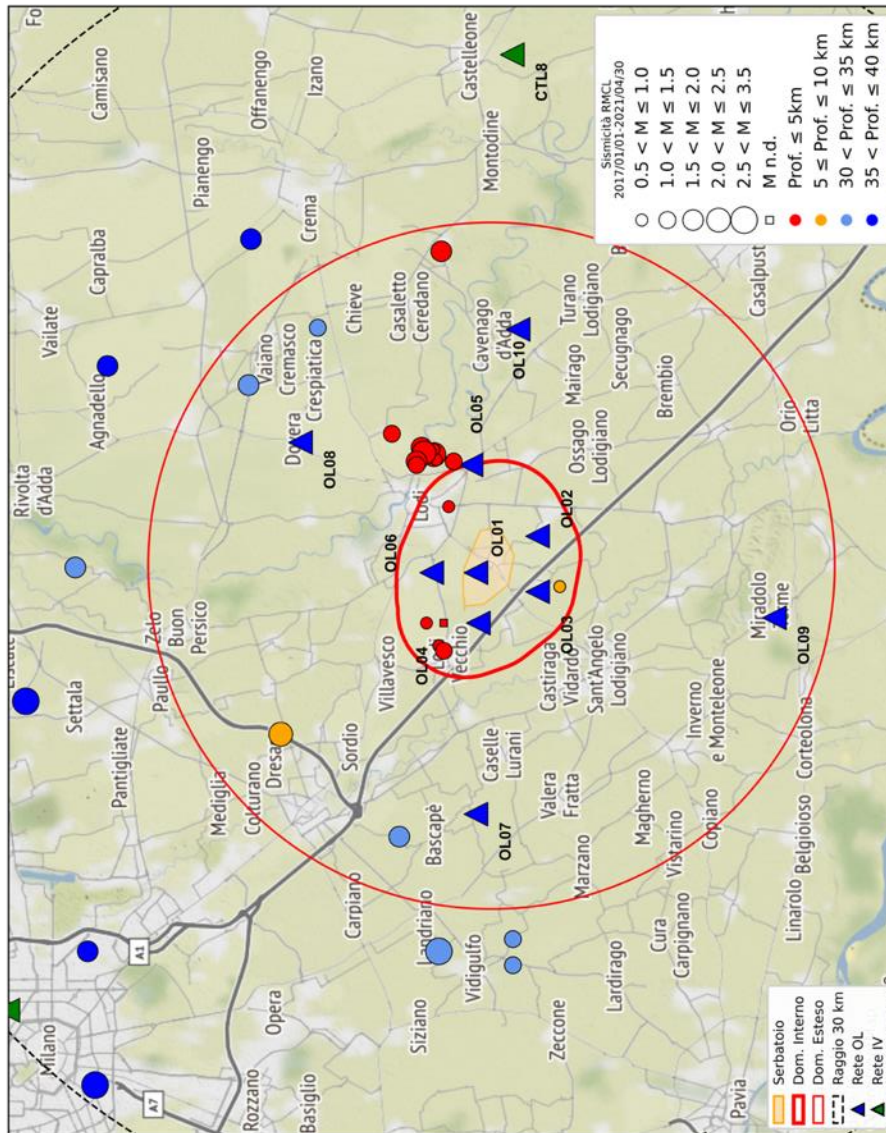 Milano
A7
A1
Rozzano
Basiglio
Opera
Pantigliate
Settala
Paullo
Mediglia
Colturano
Dresa
Zelo
Buon
Persico
Rivolta
d'Adda
Agnadello
Vailate
Capralba
Camisano
Fo
Pianengo
Offanengo
Izano
Vaiano
Cremasco
Crespiatica
OL08
Crema
Chieve
Siziano
Landriano
Vidigulfo
Carpiano
Bascapè
Sordio
Villavesco
OL04
Vecchio
OL06
Lodi
Casaletto
Ceredano
Castelleone
CTL8
Montodine
Zeccone
OL07
Caselle
Lurani
OL01
OL05
Cavenago
d'Adda
OL10
Marzano
Valera
Fratta
Castiraga
Vidardo
Sant'Angelo
Lodigiano
OL03
OL02
Ossago
Lodigiano
Mairago
Turano
Lodigiano
Secugnago
Lardirago
Cura
Carpignano
Vistarino
Magherno
Copiano
Inverno
e Monteleone
Brembio
Pavia
Linarolo
Belgioioso
Corteolona
Miradolo
OL09
Orio
Litta
Casalpust
Serbatoio
Dom. Interno
Dom. Esteso
Raggio 30 km
Rete OL
Rete IV
Sismicità RMCL
2017/01/01-2021/04/30
0.5 < M ≤ 1.0
1.0 < M ≤ 1.5
1.5 < M ≤ 2.0
2.0 < M ≤ 2.5
2.5 < M ≤ 3.5
M n.d.
Prof. ≤ 5km
5 ≤ Prof. ≤ 10 km
30 < Prof. ≤ 35 km
35 < Prof. ≤ 40 km